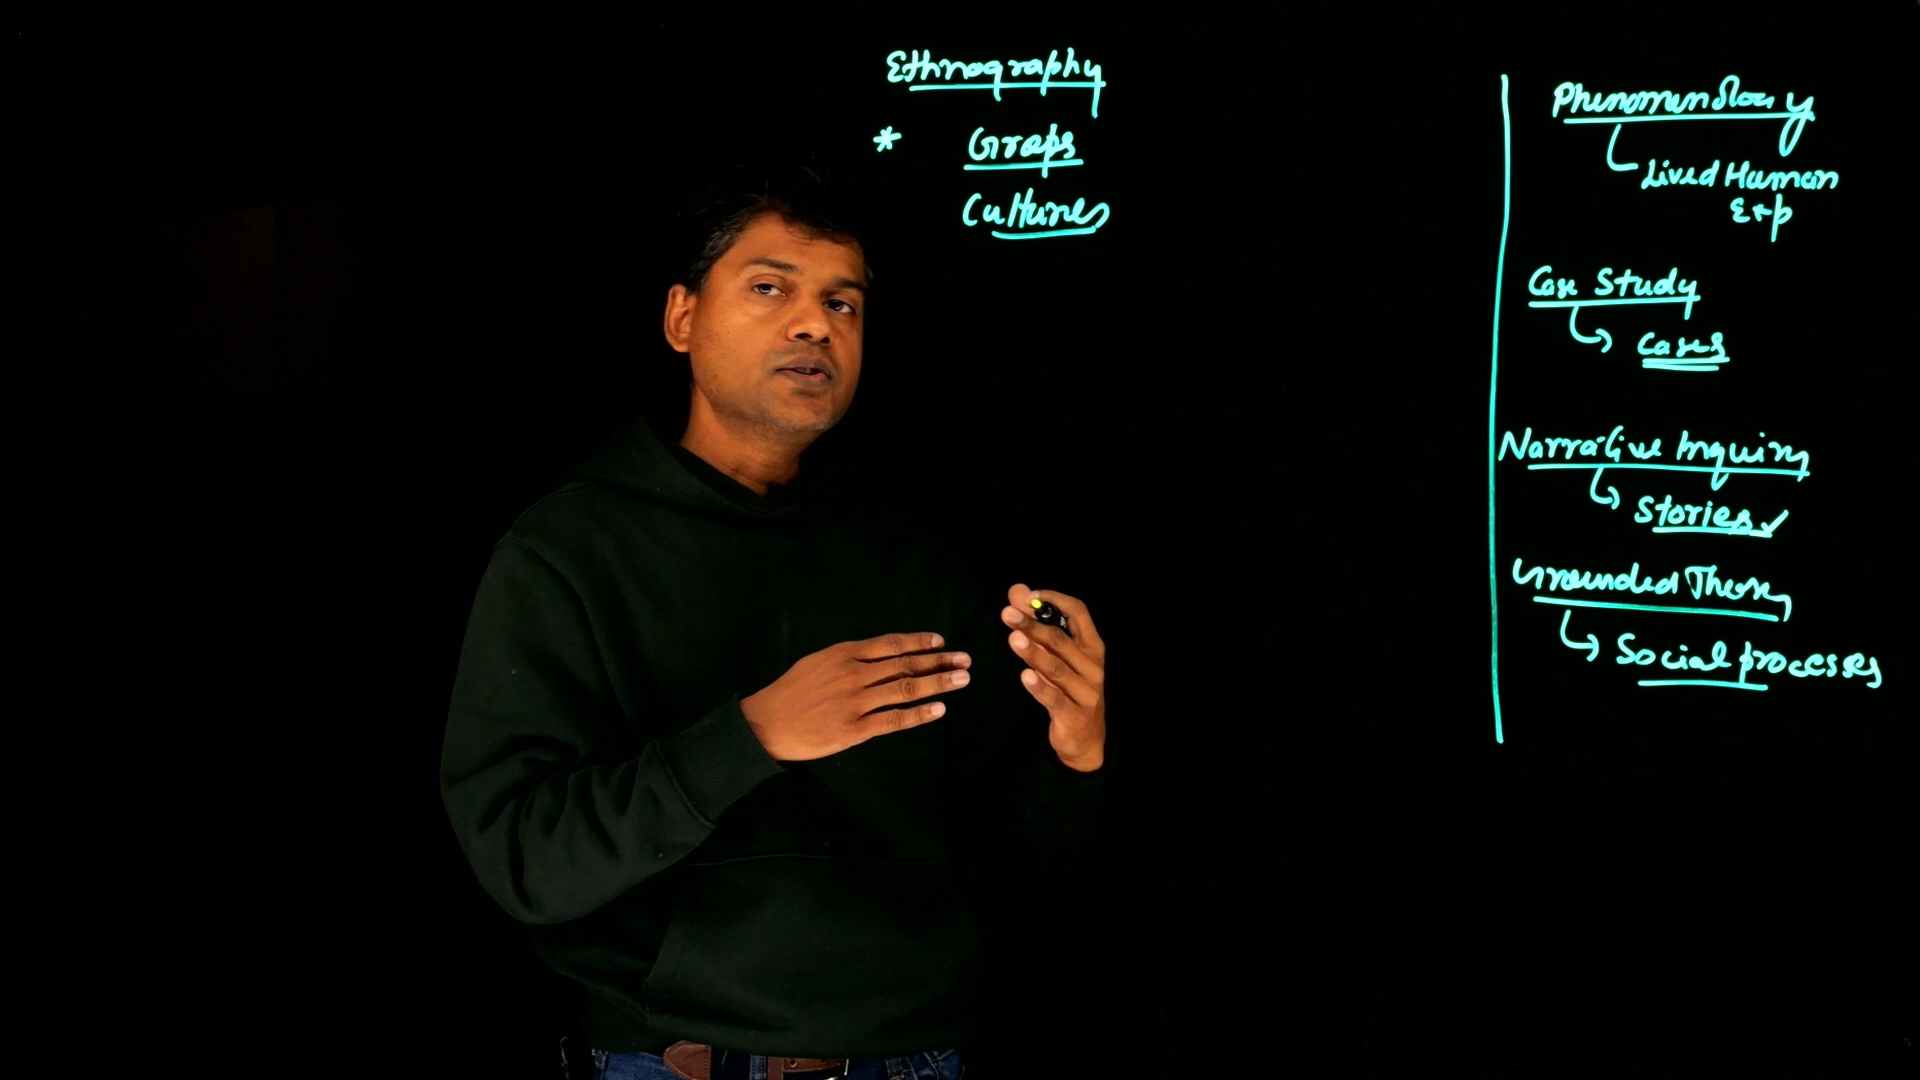 Ethnography
* Groups
Cultures
Phenomenology
Lived Human
Exp
Case Study
Cases
Narrative Inquiry
Stories ✓
Grounded Theory
Social processes